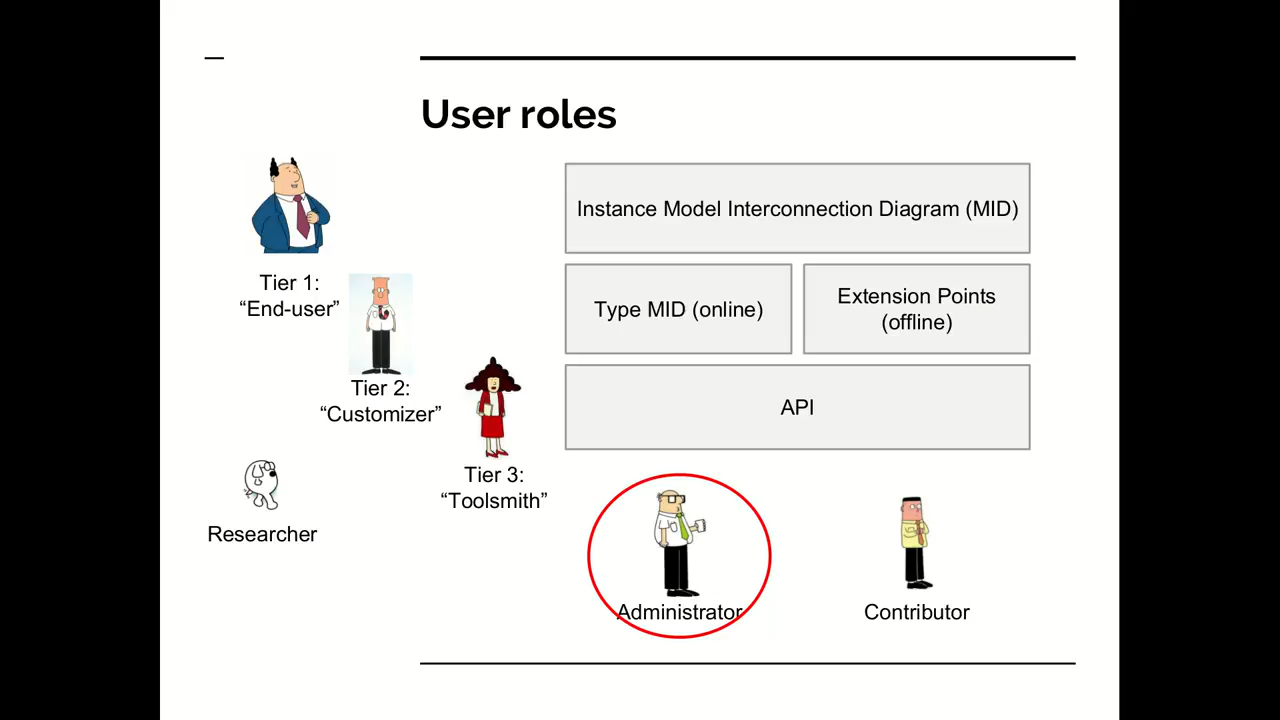 User roles
Instance Model Interconnection Diagram (MID)
Tier 1:
“End-user”
Type MID (online)
Extension Points
(offline)
Tier 2:
“Customizer”
API
Tier 3:
“Toolsmith”
Researcher
Administrator
Contributor